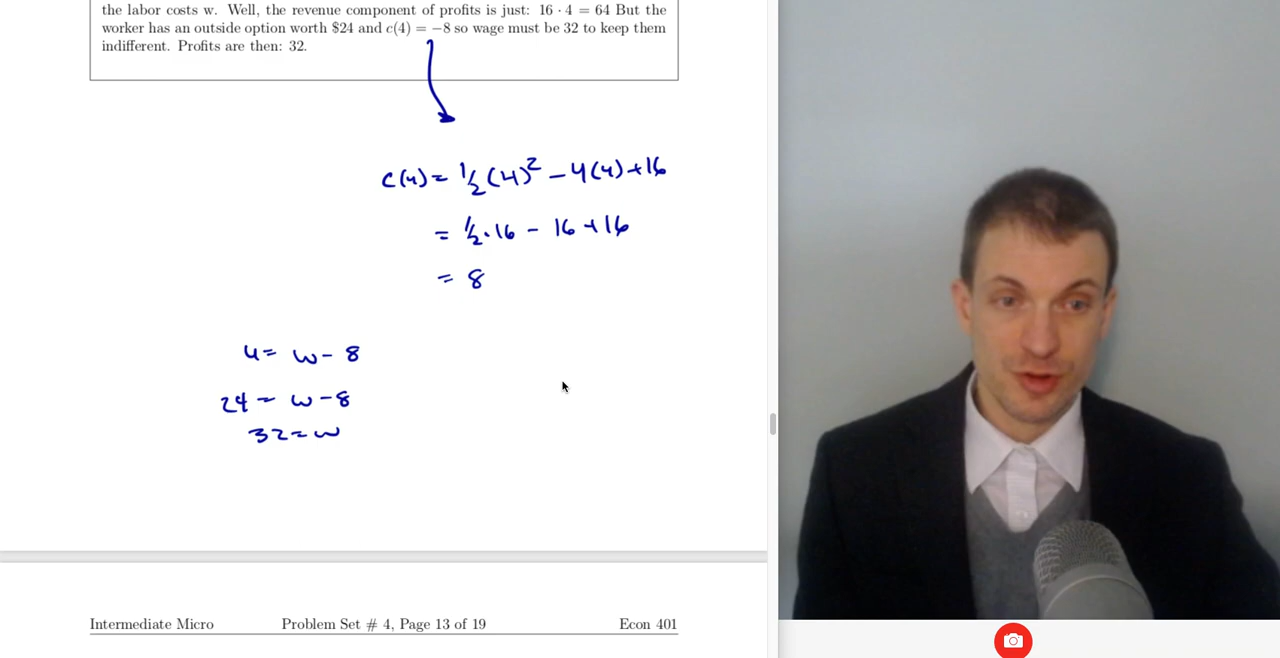 the labor costs w. Well, the revenue component of profits is just: 16 · 4 = 64 But the
worker has an outside option worth $24 and c(4) = −8 so wage must be 32 to keep them
indifferent. Profits are then: 32.
c(4) = 1/2 (4)² − 4(4) + 16
= 1/2 · 16 − 16 + 16
= 8
u = w − 8
24 = w − 8
32 = w
Intermediate Micro Problem Set # 4, Page 13 of 19 Econ 401